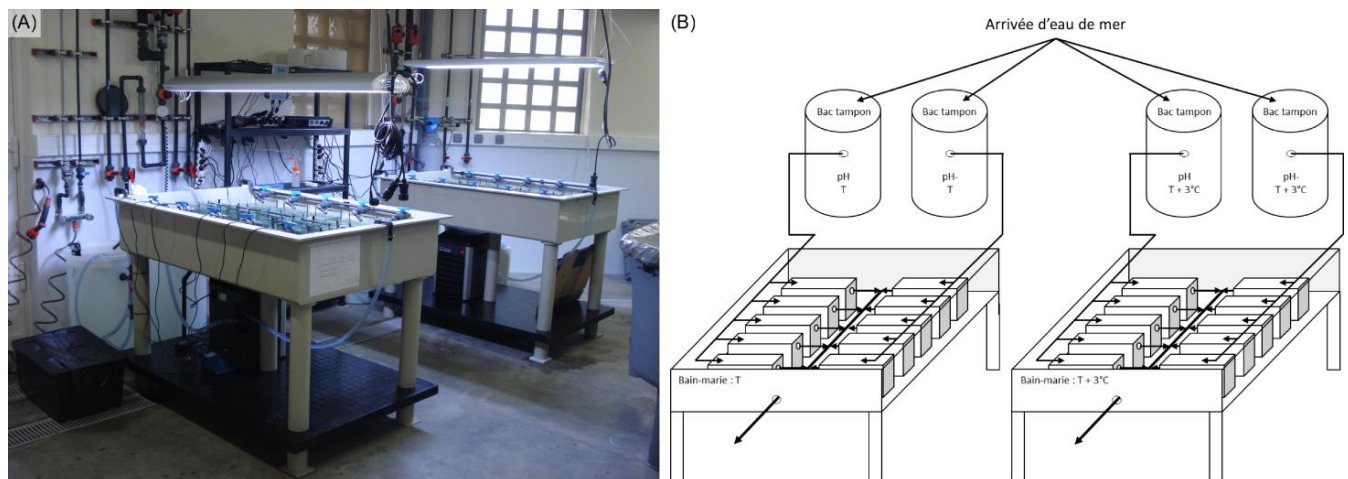 (A)
(B)
Arrivée d'eau de mer
Bac tampon
pH
T
Bac tampon
pH-
T
Bac tampon
pH
T + 3°C
Bac tampon
pH-
T + 3°C
Bain-marie : T
Bain-marie : T + 3°C